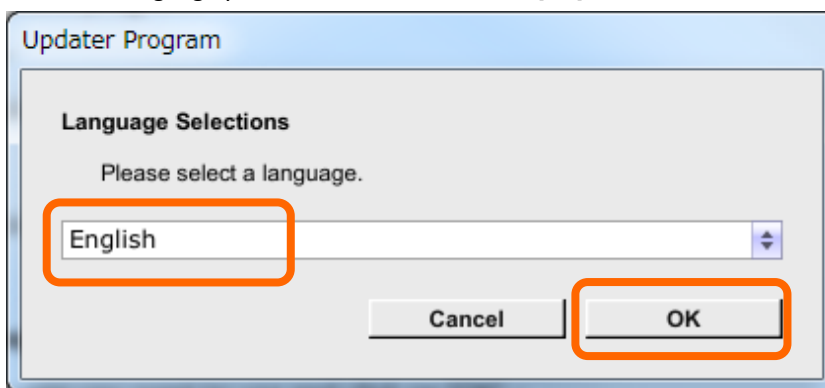 Updater Program
Language Selections
Please select a language.
English
Cancel
OK